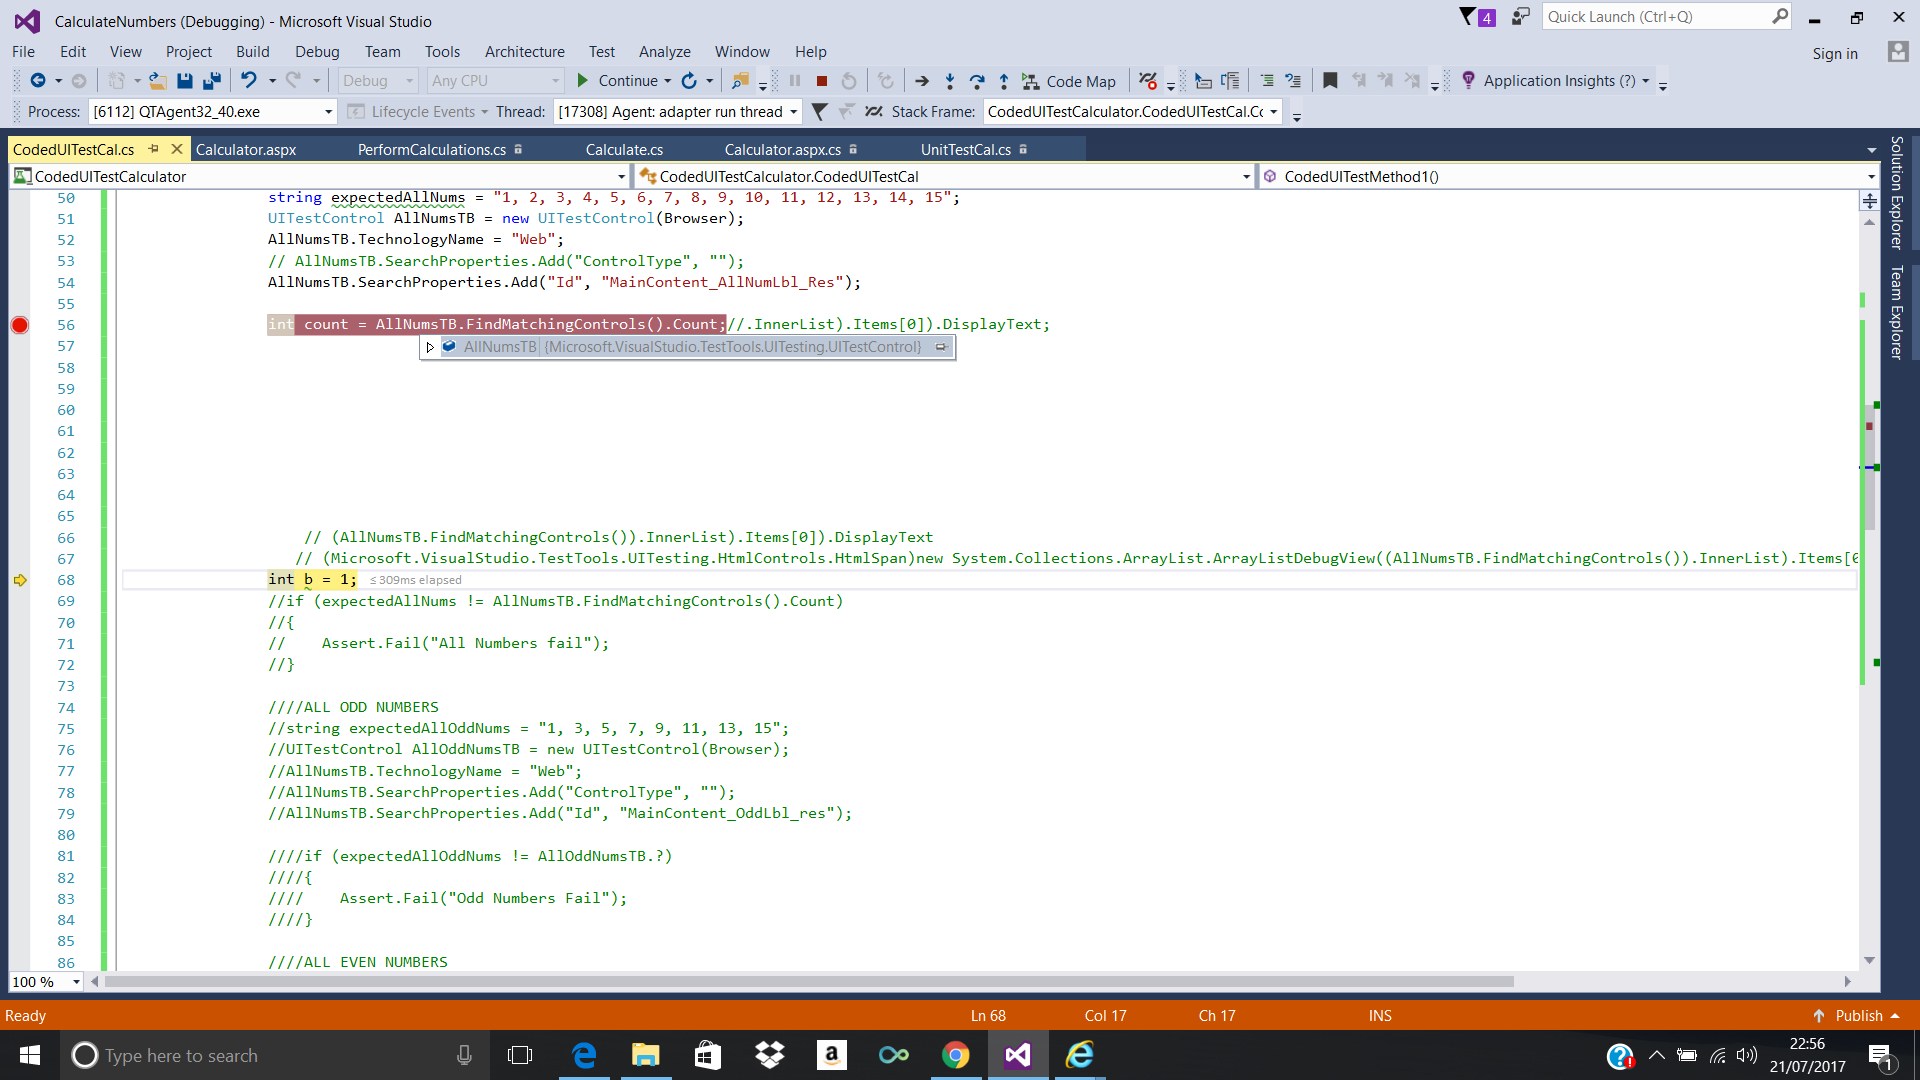 CalculateNumbers (Debugging) - Microsoft Visual Studio
4
Quick Launch (Ctrl+Q)
File Edit View Project Build Debug Team Tools Architecture Test Analyze Window Help
Sign in
Debug Any CPU Continue Code Map Application Insights (?)
Process: [6112] QTAgent32_40.exe Lifecycle Events Thread: [17308] Agent: adapter run thread Stack Frame: CodedUITestCalculator.CodedUITestCal.Cc
CodedUITestCal.cs Calculator.aspx PerformCalculations.cs Calculate.cs Calculator.aspx.cs UnitTestCal.cs
CodedUITestCalculator CodedUITestCalculator.CodedUITestCal CodedUITestMethod1()
Solution Explorer
Team Explorer
50 string expectedAllNums = "1, 2, 3, 4, 5, 6, 7, 8, 9, 10, 11, 12, 13, 14, 15";
51 UITestControl AllNumsTB = new UITestControl(Browser);
52 AllNumsTB.TechnologyName = "Web";
53 // AllNumsTB.SearchProperties.Add("ControlType", "");
54 AllNumsTB.SearchProperties.Add("Id", "MainContent_AllNumLbl_Res");
55
56 int count = AllNumsTB.FindMatchingControls().Count;//.InnerList).Items[0]).DisplayText;
57 AllNumsTB {Microsoft.VisualStudio.TestTools.UITesting.UITestControl}
58
59
60
61
62
63
64
65
66 // (AllNumsTB.FindMatchingControls()).InnerList).Items[0]).DisplayText
67 // (Microsoft.VisualStudio.TestTools.UITesting.HtmlControls.HtmlSpan)new System.Collections.ArrayList.ArrayListDebugView((AllNumsTB.FindMatchingControls()).InnerList).Items[0
68 int b = 1; ≤309ms elapsed
69 //if (expectedAllNums != AllNumsTB.FindMatchingControls().Count)
70 //{
71 // Assert.Fail("All Numbers fail");
72 //}
73
74 ////ALL ODD NUMBERS
75 //string expectedAllOddNums = "1, 3, 5, 7, 9, 11, 13, 15";
76 //UITestControl AllOddNumsTB = new UITestControl(Browser);
77 //AllNumsTB.TechnologyName = "Web";
78 //AllNumsTB.SearchProperties.Add("ControlType", "");
79 //AllNumsTB.SearchProperties.Add("Id", "MainContent_OddLbl_res");
80
81 ////if (expectedAllOddNums != AllOddNumsTB.?)
82 ////{
83 //// Assert.Fail("Odd Numbers Fail");
84 ////}
85
86 ////ALL EVEN NUMBERS
100 %
Ready Ln 68 Col 17 Ch 17 INS Publish
Type here to search
22:56
21/07/2017
1